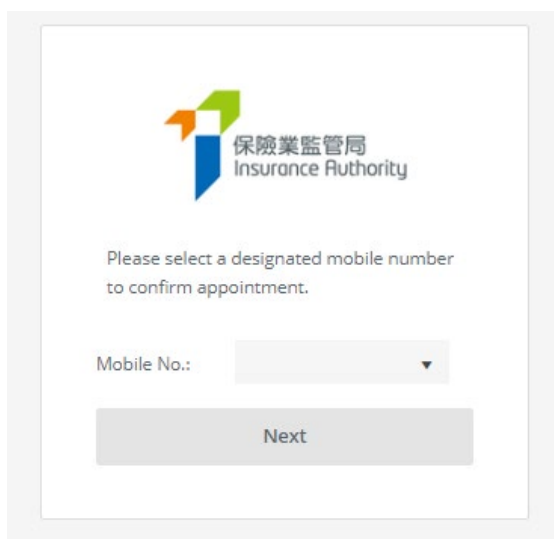 保險業監管局
Insurance Authority
Please select a designated mobile number
to confirm appointment.
Mobile No.:
Next